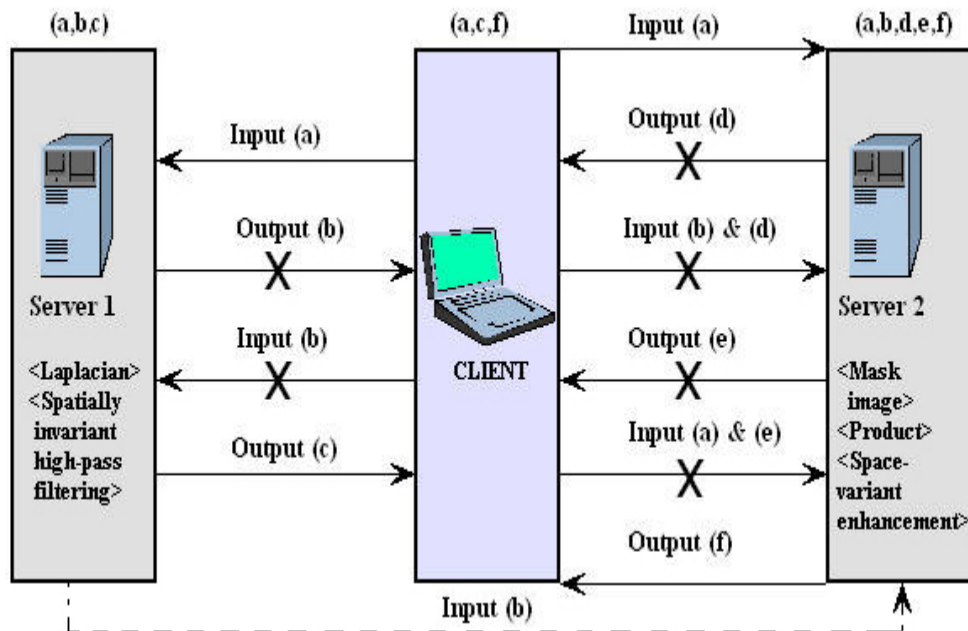 (a,b,c)
(a,c,f)
(a,b,d,e,f)
Input (a)
Output (d)
Input (a)
Output (b)
Input (b) & (d)
Server 1
Server 2
Input (b)
Output (e)
CLIENT
<Laplacian>
<Spatially
invariant
high-pass
filtering>
<Mask
image>
<Product>
<Space-
variant
enhancement>
Output (c)
Input (a) & (e)
Output (f)
Input (b)